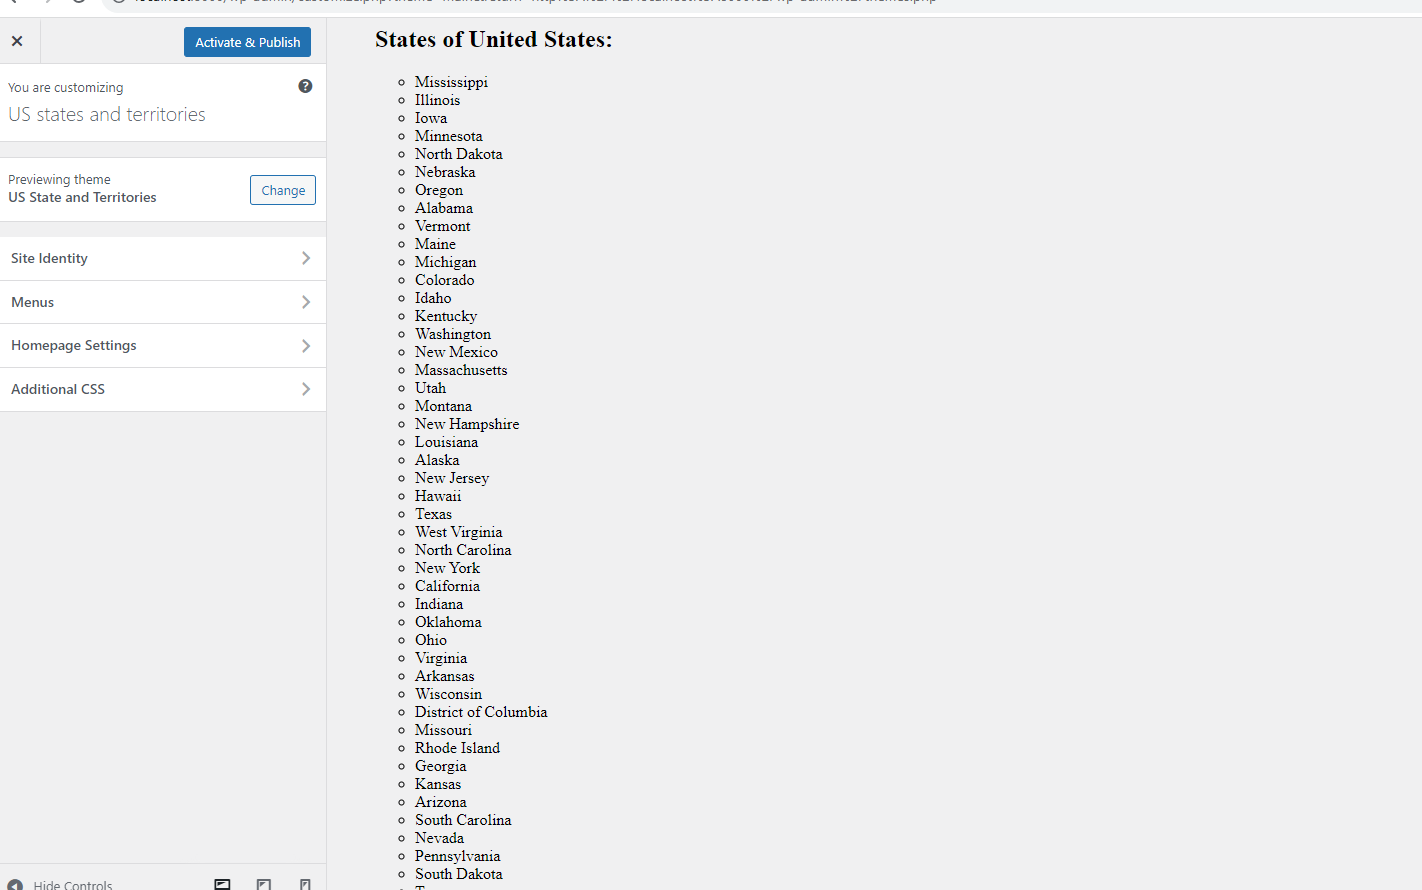 Activate & Publish
You are customizing
US states and territories
Previewing theme
US State and Territories
Change
Site Identity
Menus
Homepage Settings
Additional CSS
Hide Controls
States of United States:
Mississippi
Illinois
Iowa
Minnesota
North Dakota
Nebraska
Oregon
Alabama
Vermont
Maine
Michigan
Colorado
Idaho
Kentucky
Washington
New Mexico
Massachusetts
Utah
Montana
New Hampshire
Louisiana
Alaska
New Jersey
Hawaii
Texas
West Virginia
North Carolina
New York
California
Indiana
Oklahoma
Ohio
Virginia
Arkansas
Wisconsin
District of Columbia
Missouri
Rhode Island
Georgia
Kansas
Arizona
South Carolina
Nevada
Pennsylvania
South Dakota